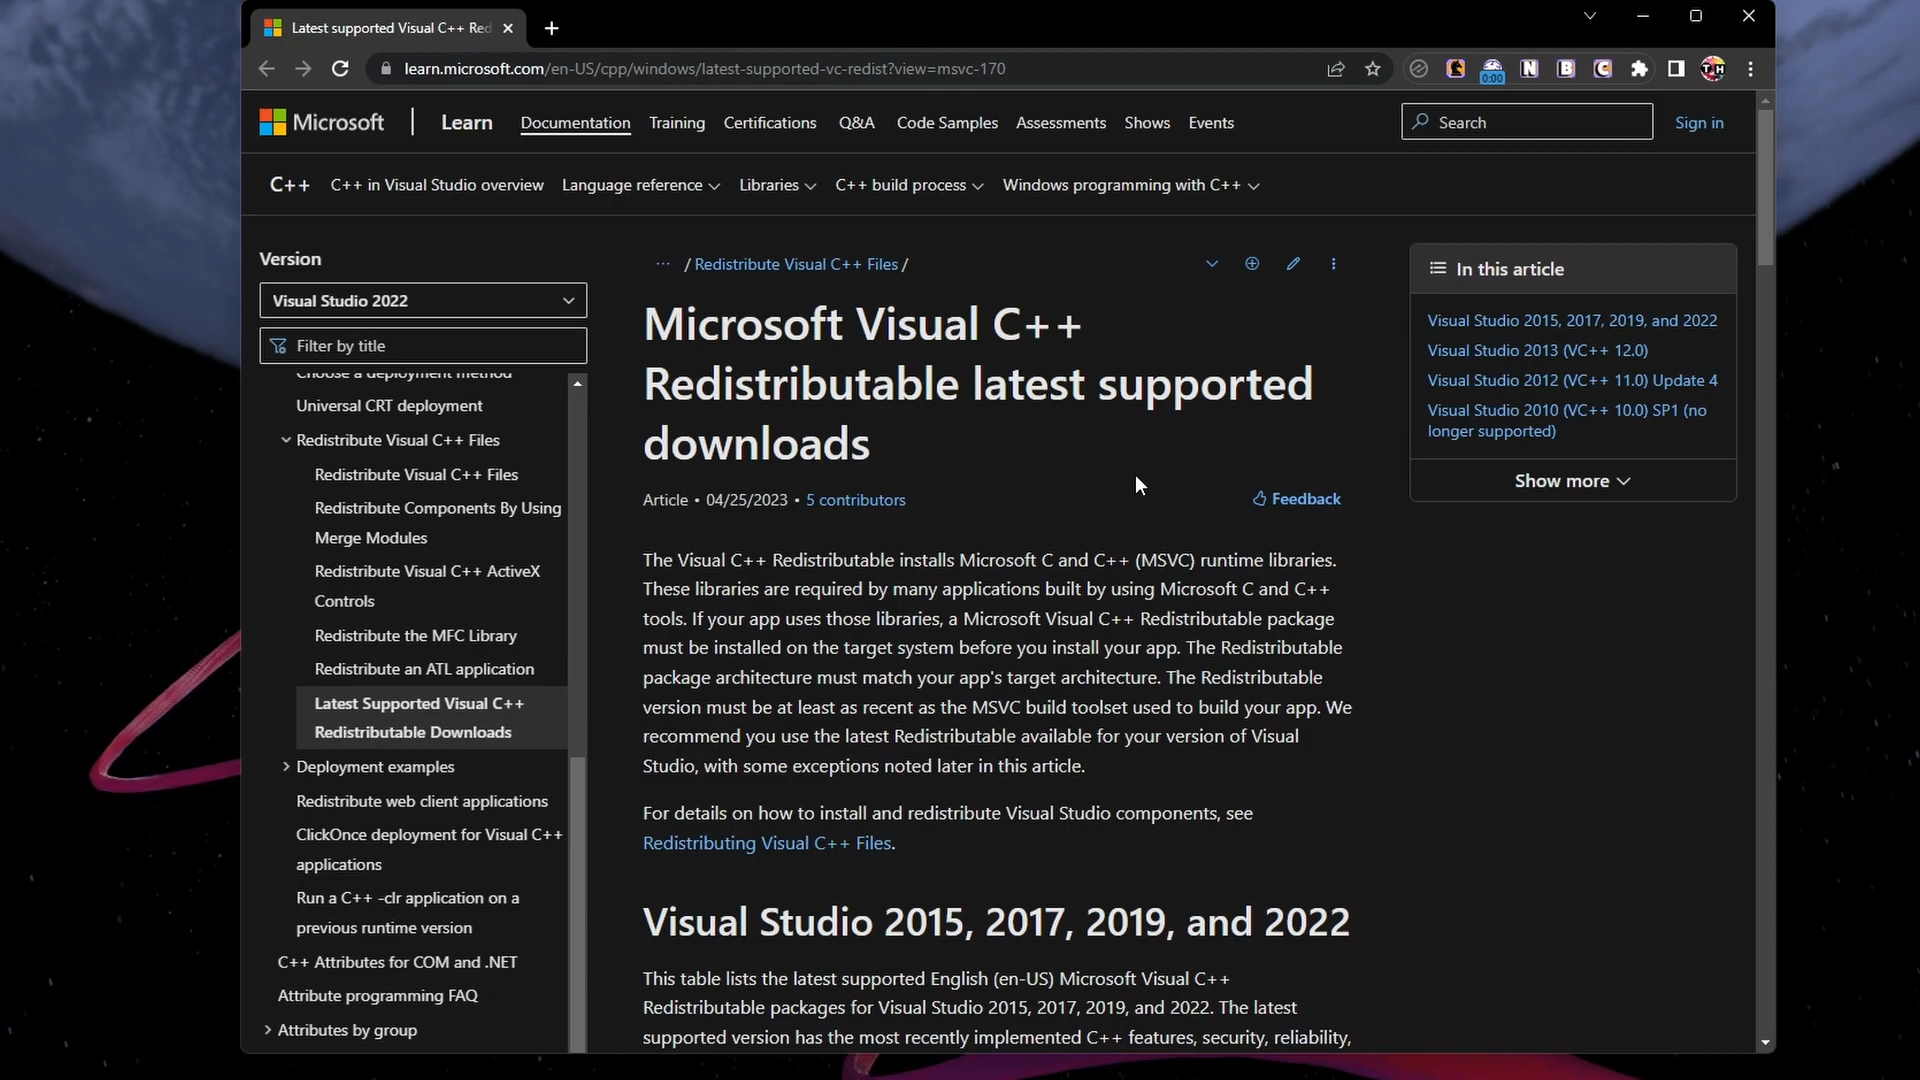 Latest supported Visual C++ Red
learn.microsoft.com/en-US/cpp/windows/latest-supported-vc-redist?view=msvc-170
0:00
Microsoft
Learn
Documentation
Training
Certifications
Q&A
Code Samples
Assessments
Shows
Events
Search
Sign in
C++
C++ in Visual Studio overview
Language reference
Libraries
C++ build process
Windows programming with C++
Version
Visual Studio 2022
Filter by title
Choose a deployment method
Universal CRT deployment
Redistribute Visual C++ Files
Redistribute Visual C++ Files
Redistribute Components By Using
Merge Modules
Redistribute Visual C++ ActiveX
Controls
Redistribute the MFC Library
Redistribute an ATL application
Latest Supported Visual C++
Redistributable Downloads
Deployment examples
Redistribute web client applications
ClickOnce deployment for Visual C++
applications
Run a C++ -clr application on a
previous runtime version
C++ Attributes for COM and .NET
Attribute programming FAQ
Attributes by group
··· / Redistribute Visual C++ Files /
Microsoft Visual C++
Redistributable latest supported
downloads
Article • 04/25/2023 • 5 contributors
Feedback
The Visual C++ Redistributable installs Microsoft C and C++ (MSVC) runtime libraries.
These libraries are required by many applications built by using Microsoft C and C++
tools. If your app uses those libraries, a Microsoft Visual C++ Redistributable package
must be installed on the target system before you install your app. The Redistributable
package architecture must match your app's target architecture. The Redistributable
version must be at least as recent as the MSVC build toolset used to build your app. We
recommend you use the latest Redistributable available for your version of Visual
Studio, with some exceptions noted later in this article.
For details on how to install and redistribute Visual Studio components, see
Redistributing Visual C++ Files.
Visual Studio 2015, 2017, 2019, and 2022
This table lists the latest supported English (en-US) Microsoft Visual C++
Redistributable packages for Visual Studio 2015, 2017, 2019, and 2022. The latest
supported version has the most recently implemented C++ features, security, reliability,
In this article
Visual Studio 2015, 2017, 2019, and 2022
Visual Studio 2013 (VC++ 12.0)
Visual Studio 2012 (VC++ 11.0) Update 4
Visual Studio 2010 (VC++ 10.0) SP1 (no
longer supported)
Show more